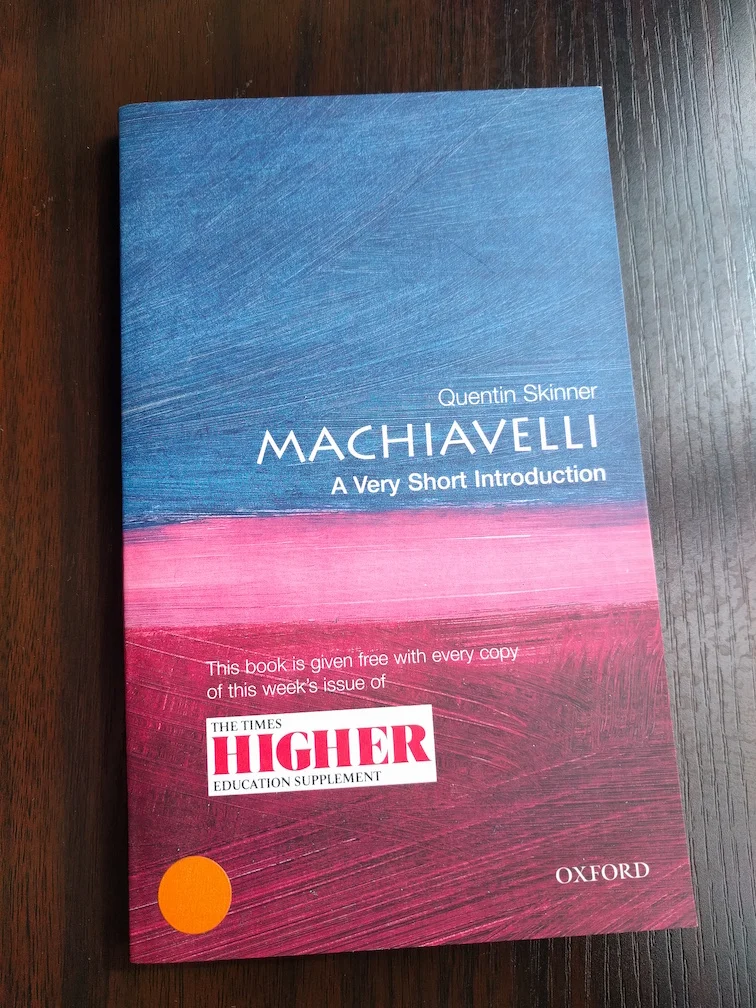 Quentin Skinner
MACHIAVELLI
A Very Short Introduction
This book is given free with every copy
of this week's issue of
THE TIMES
HIGHER
EDUCATION SUPPLEMENT
OXFORD